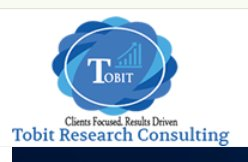 TOBIT
Clients Focused. Results Driven
Tobit Research Consulting